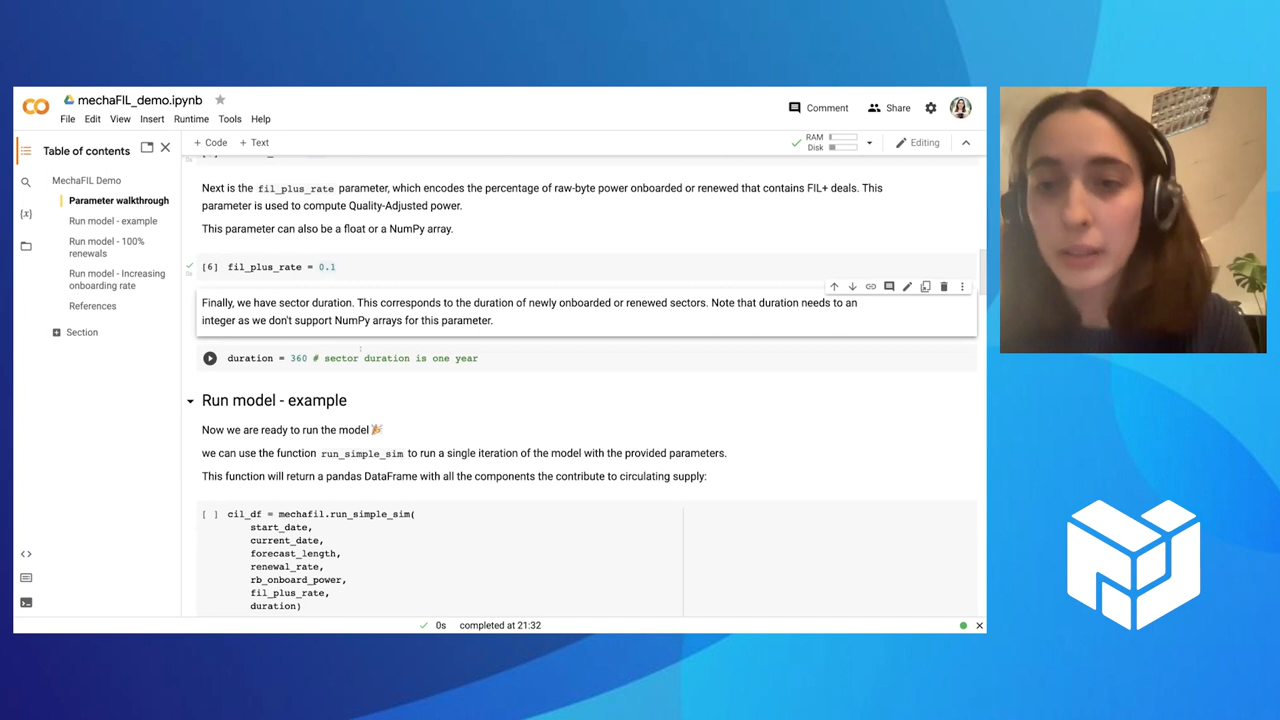 mechaFIL_demo.ipynb
File Edit View Insert Runtime Tools Help
Comment
Share
Table of contents
+ Code + Text
RAM
Disk
Editing
MechaFIL Demo
Parameter walkthrough
Run model - example
Run model - 100%
renewals
Run model - Increasing
onboarding rate
References
Section
Next is the fil_plus_rate parameter, which encodes the percentage of raw-byte power onboarded or renewed that contains FIL+ deals. This
parameter is used to compute Quality-Adjusted power.
This parameter can also be a float or a NumPy array.
[6] fil_plus_rate = 0.1
0s
Finally, we have sector duration. This corresponds to the duration of newly onboarded or renewed sectors. Note that duration needs to an
integer as we don't support NumPy arrays for this parameter.
duration = 360 # sector duration is one year
Run model - example
Now we are ready to run the model🎉
we can use the function run_simple_sim to run a single iteration of the model with the provided parameters.
This function will return a pandas DataFrame with all the components the contribute to circulating supply:
[ ] cil_df = mechafil.run_simple_sim(
start_date,
current_date,
forecast_length,
renewal_rate,
rb_onboard_power,
fil_plus_rate,
duration)
0s completed at 21:32